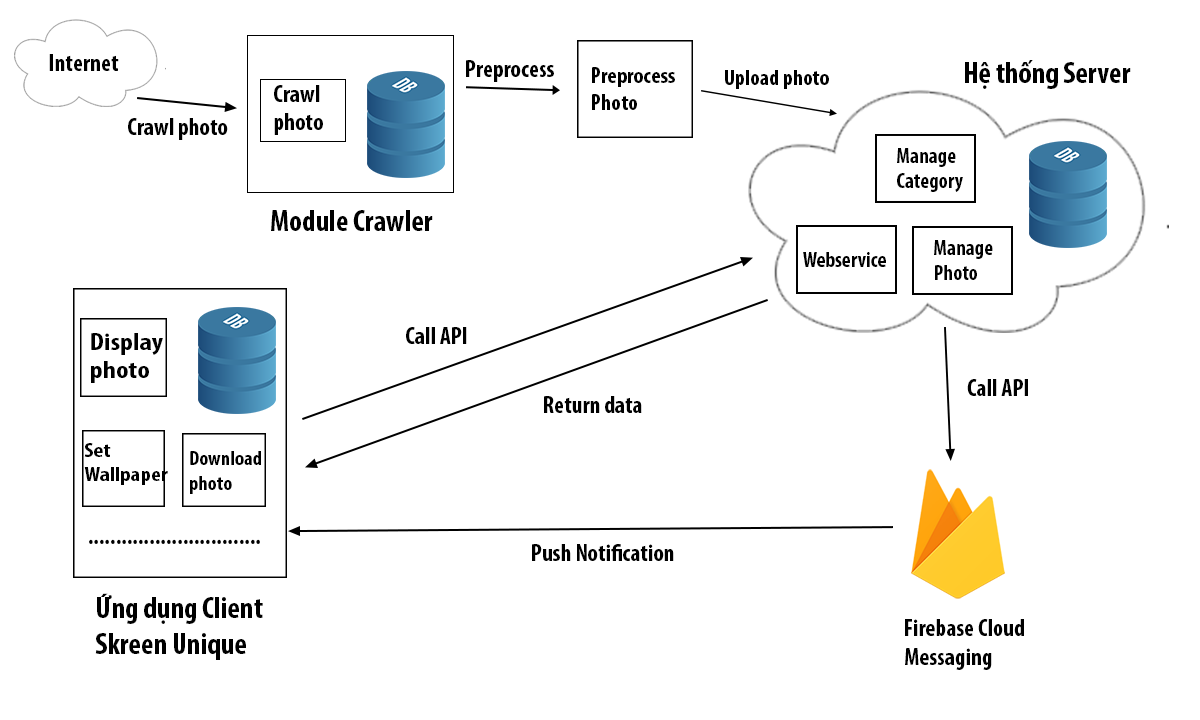 Internet
Crawl photo
Crawl
photo
DB
Module Crawler
Preprocess
Preprocess
Photo
Upload photo
Hệ thống Server
Manage
Category
DB
Webservice
Manage
Photo
Call API
Return data
Call API
Display
photo
DB
Set
Wallpaper
Download
photo
..................................
Push Notification
Ứng dụng Client
Skreen Unique
Firebase Cloud
Messaging